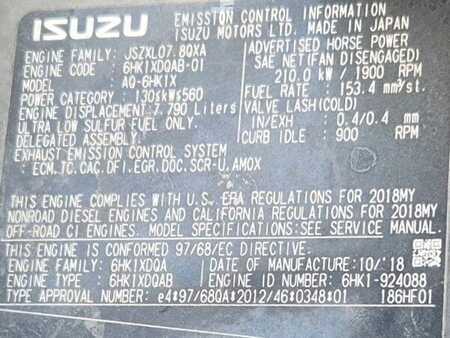 ISUZU
EMISSION CONTROL INFORMATION
ISUZU MOTORS LTD. MADE IN JAPAN
ENGINE FAMILY: JSZXL07.8QXA
ENGINE CODE : 6HK1XDQAB-01
MODEL : AQ-6HK1X
POWER CATEGORY : 130≤kW≤560
ENGINE DISPLACEMENT:7.790 Liters
ULTRA LOW SULFUR FUEL ONLY.
DELEGATED ASSEMBLY.
EXHAUST EMISSION CONTROL SYSTEM
: ECM,TC,CAC,DFI,EGR,DOC,SCR-U,AMOX
ADVERTISED HORSE POWER
SAE NET(FAN DISENGAGED)
210.0 kW / 1900 RPM
FUEL RATE : 153.4 mm³/st.
VALVE LASH(COLD)
IN/EXH : 0.4/0.4 mm
CURB IDLE : 900 RPM
THIS ENGINE COMPLIES WITH U.S. EPA REGULATIONS FOR 2018MY
NONROAD DIESEL ENGINES AND CALIFORNIA REGULATIONS FOR 2018MY
OFF-ROAD CI ENGINES. MODEL SPECIFICATIONS:SEE SERVICE MANUAL.
THIS ENGINE IS CONFORMED 97/68/EC DIRECTIVE.
ENGINE FAMILY: 6HK1XDQA DATE OF MANUFACTURE: 10/'18
ENGINE TYPE : 6HK1XDQAB ENGINE ID NUMBER: 6HK1-924088
TYPE APPROVAL NUMBER: e4*97/68QA*2012/46*0348*01 186HF01